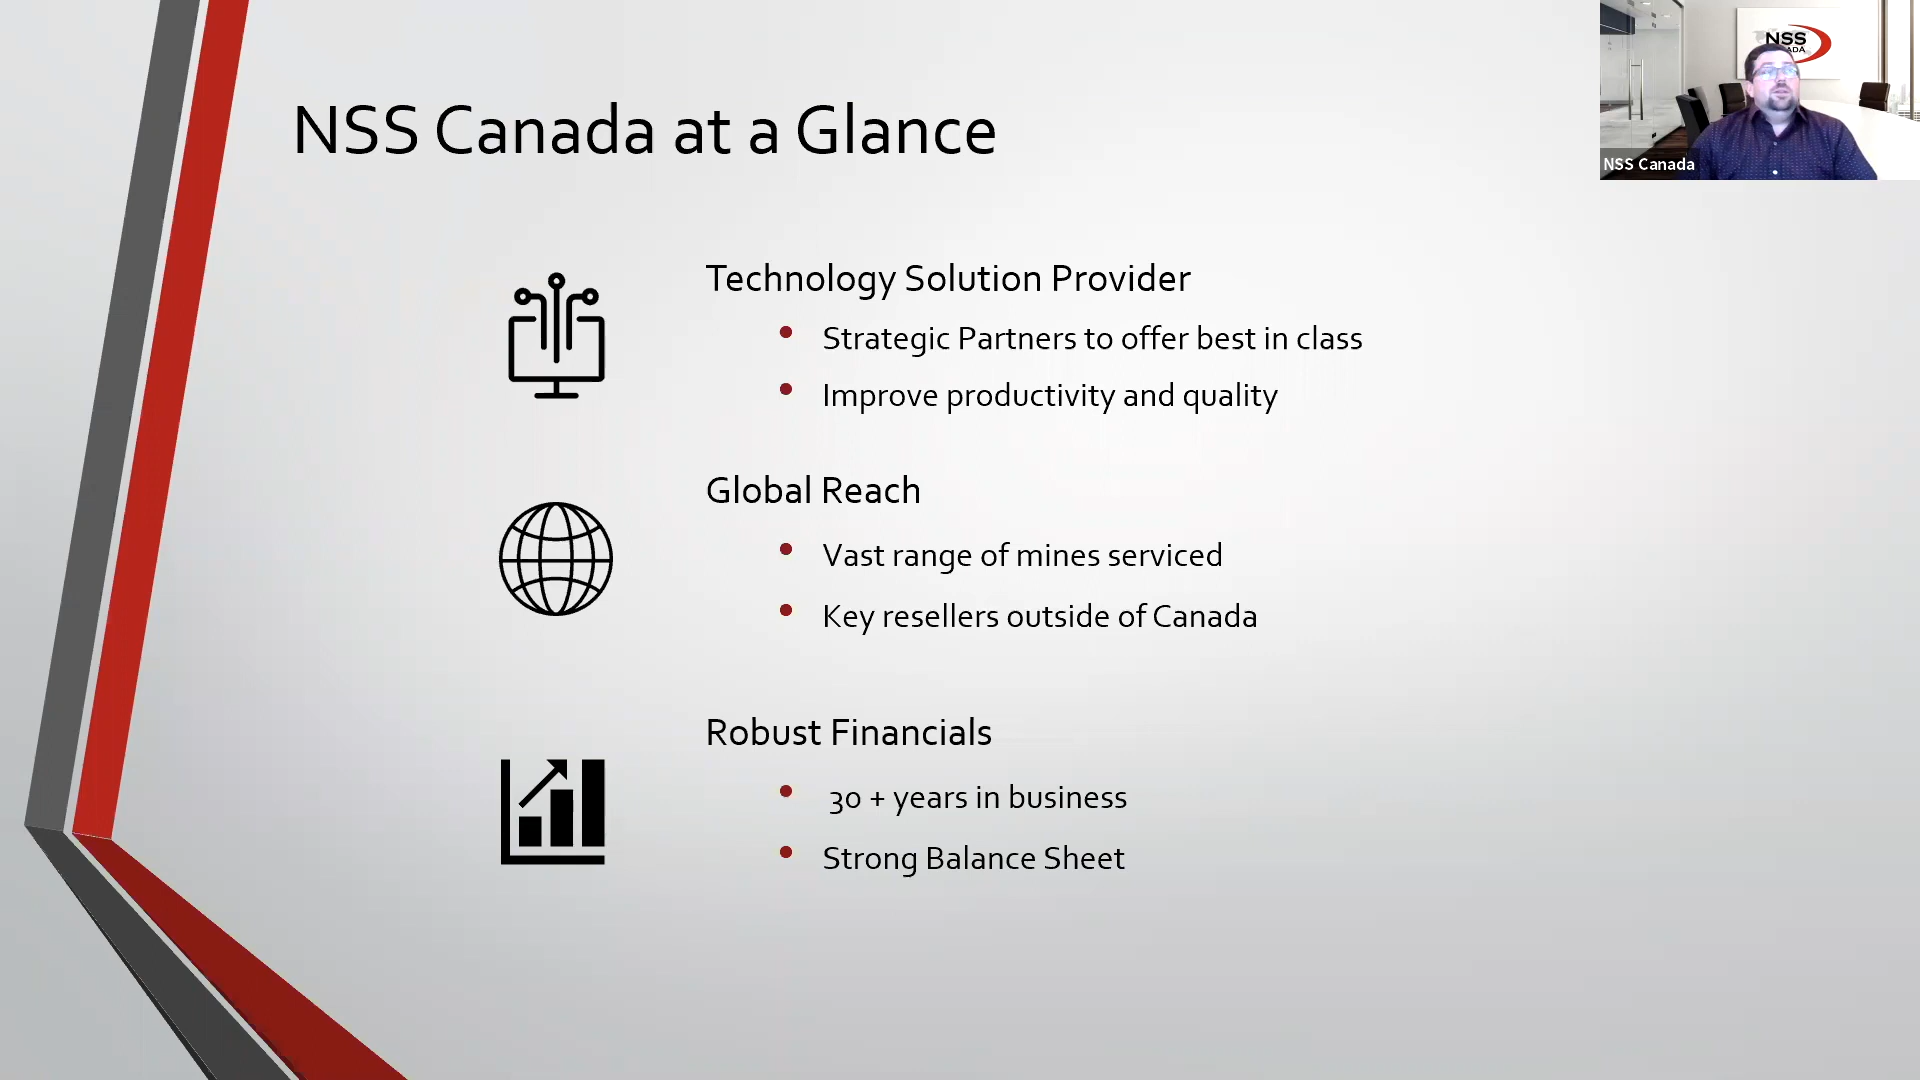 NSS Canada at a Glance
NSS
NSS Canada
Technology Solution Provider
Strategic Partners to offer best in class
Improve productivity and quality
Global Reach
Vast range of mines serviced
Key resellers outside of Canada
Robust Financials
30 + years in business
Strong Balance Sheet